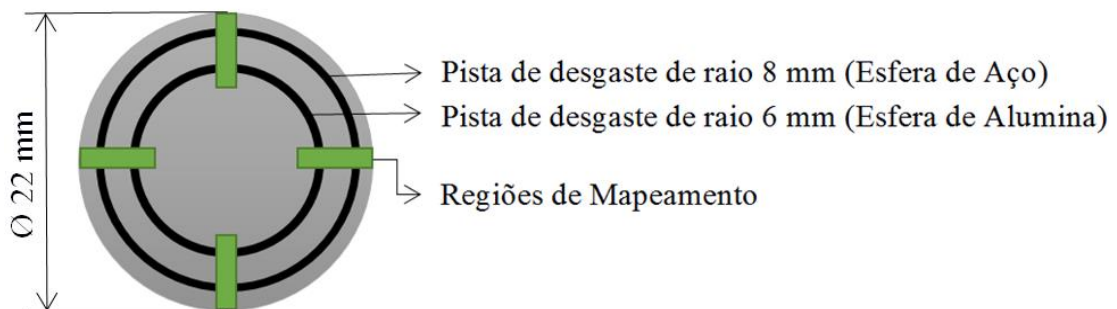 Ø 22 mm
Pista de desgaste de raio 8 mm (Esfera de Aço)
Pista de desgaste de raio 6 mm (Esfera de Alumina)
Regiões de Mapeamento